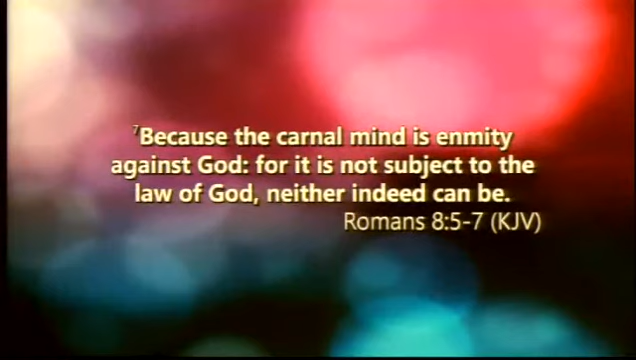 ⁷Because the carnal mind is enmity
against God: for it is not subject to the
law of God, neither indeed can be.
Romans 8:5-7 (KJV)